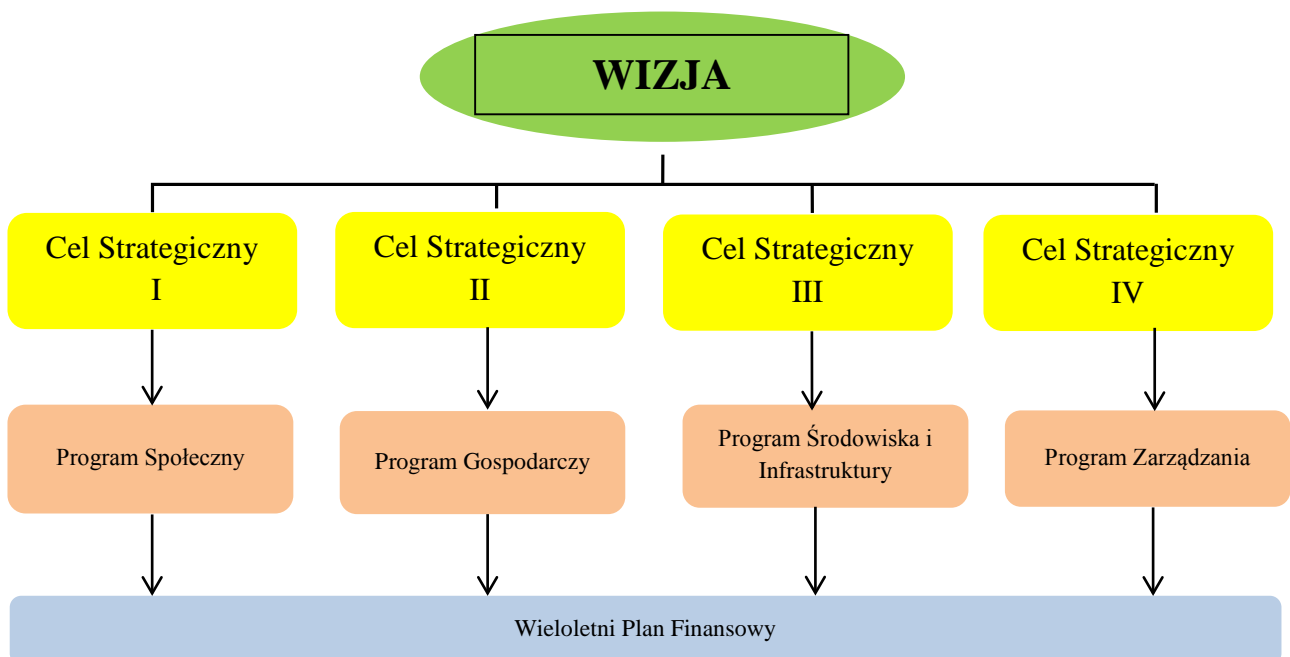 WIZJA
Cel Strategiczny
I
Cel Strategiczny
II
Cel Strategiczny
III
Cel Strategiczny
IV
Program Społeczny
Program Gospodarczy
Program Środowiska i
Infrastruktury
Program Zarządzania
Wieloletni Plan Finansowy